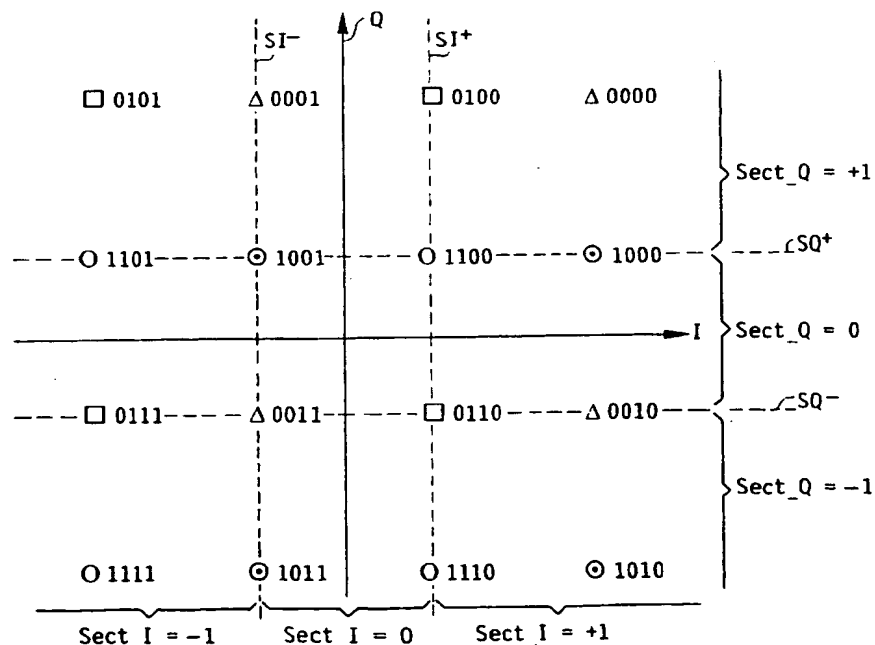 Q
SI−
SI+
0101
0001
0100
0000
Sect_Q = +1
SQ+
1101
1001
1100
1000
I
Sect_Q = 0
0111
0011
0110
0010
SQ−
Sect_Q = −1
1111
1011
1110
1010
Sect I = −1
Sect I = 0
Sect_I = +1